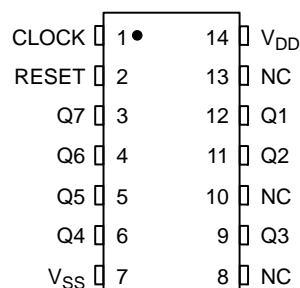 CLOCK 1 14 VDD
RESET 2 13 NC
Q7 3 12 Q1
Q6 4 11 Q2
Q5 5 10 NC
Q4 6 9 Q3
VSS 7 8 NC